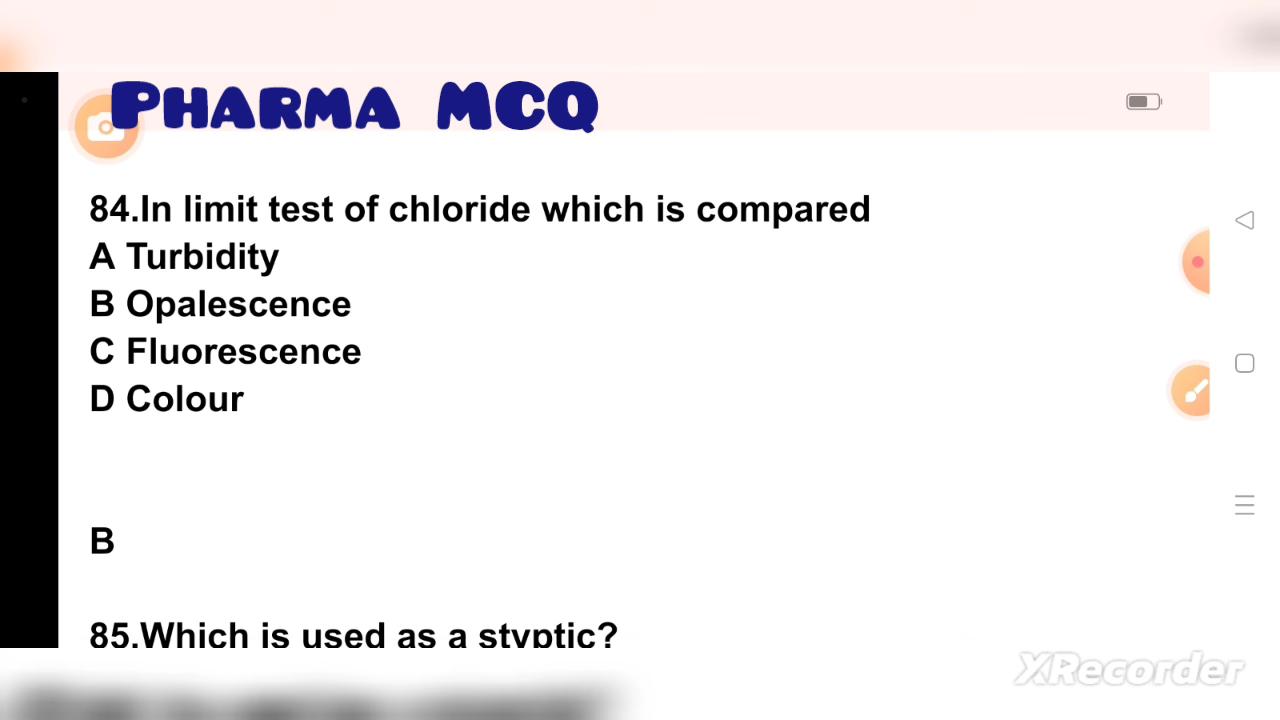 PHARMA MCQ
84.In limit test of chloride which is compared
A Turbidity
B Opalescence
C Fluorescence
D Colour
B
85.Which is used as a styptic?
XRecorder